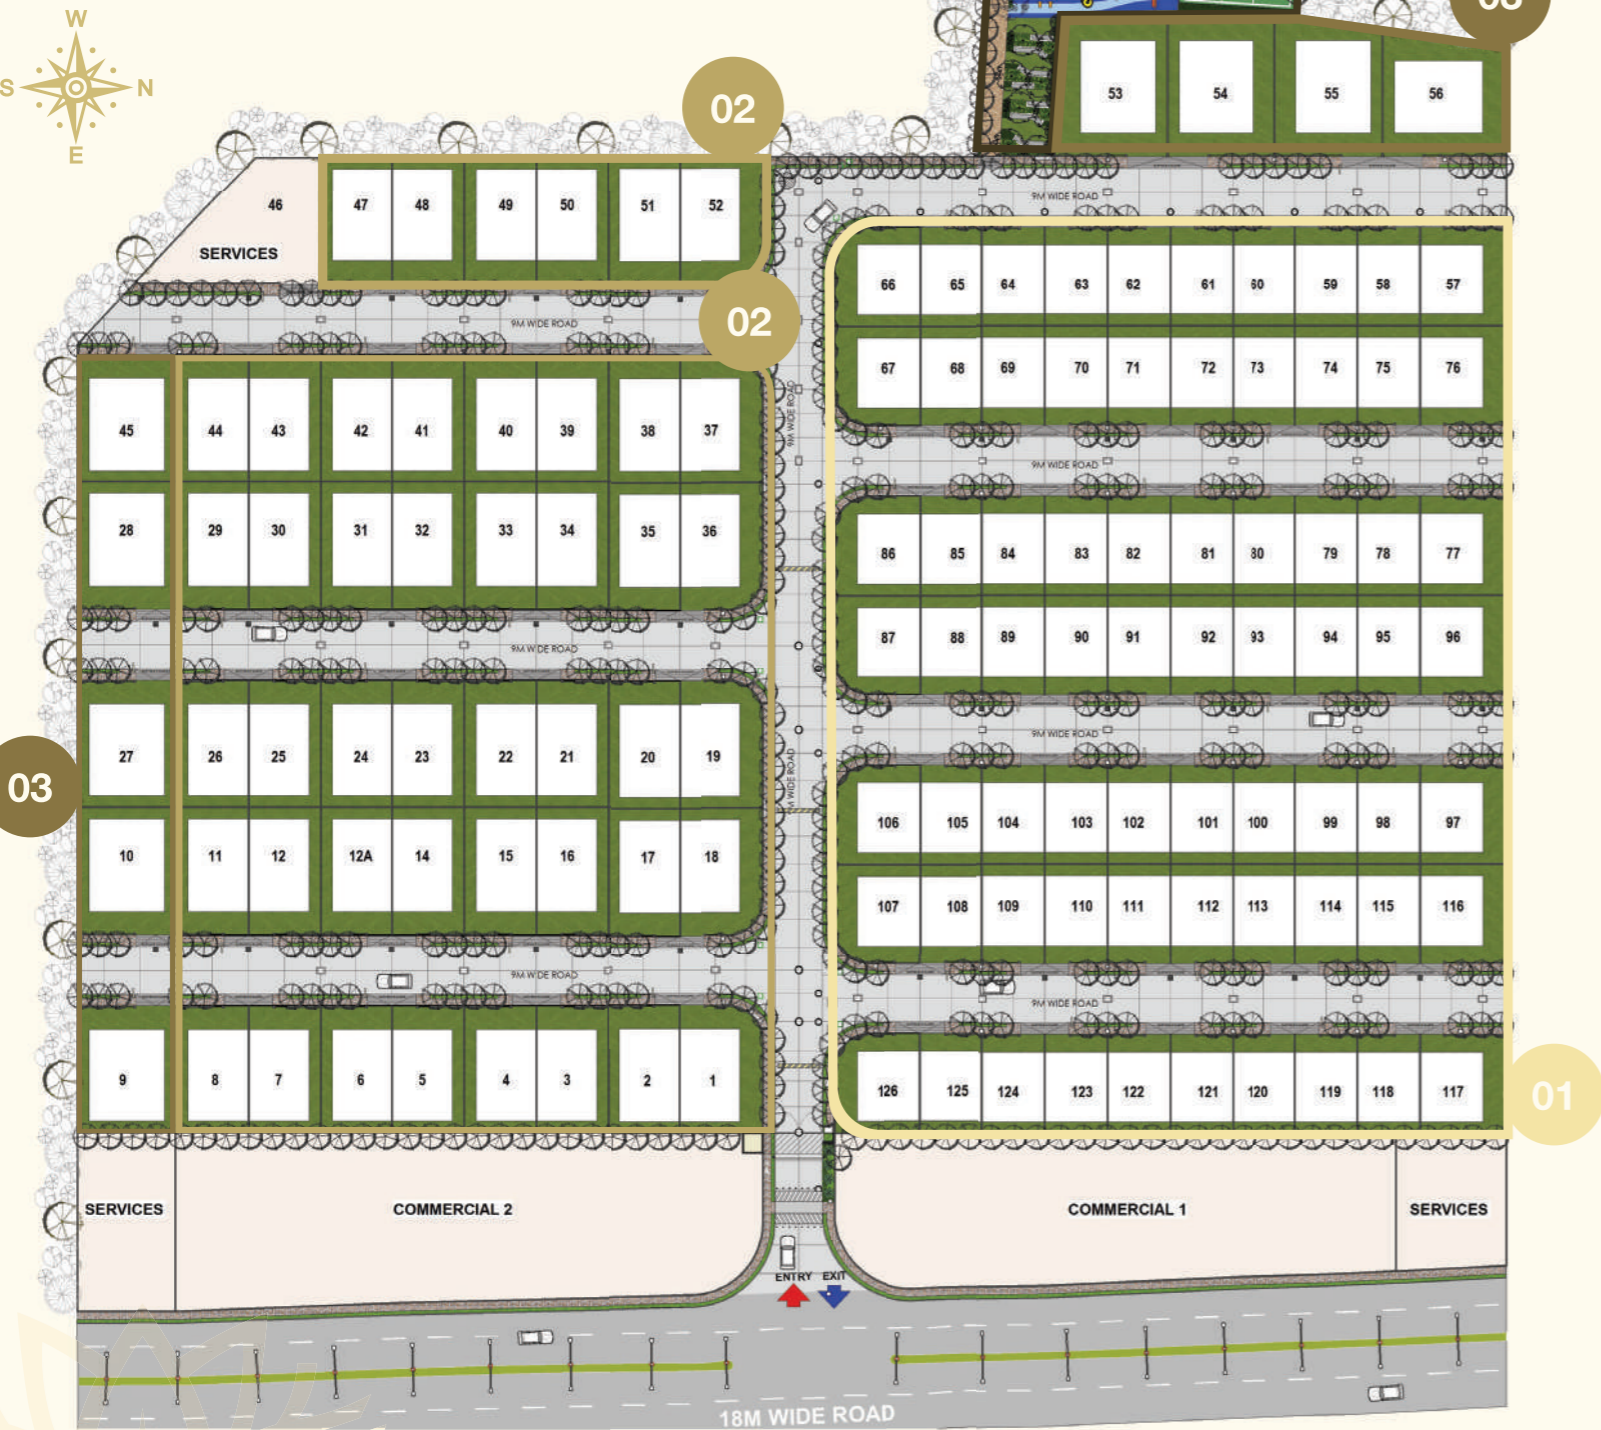 W
S N
E
02
03
53 54 55 56
9M WIDE ROAD
46
SERVICES
47 48 49 50 51 52
02
9M WIDE ROAD
66 65 64 63 62 61 60 59 58 57
67 68 69 70 71 72 73 74 75 76
9M WIDE ROAD
9M WIDE ROAD
45 44 43 42 41 40 39 38 37
28 29 30 31 32 33 34 35 36
86 85 84 83 82 81 80 79 78 77
87 88 89 90 91 92 93 94 95 96
9M WIDE ROAD
9M WIDE ROAD
9M WIDE ROAD
03
27 26 25 24 23 22 21 20 19
10 11 12 12A 14 15 16 17 18
106 105 104 103 102 101 100 99 98 97
107 108 109 110 111 112 113 114 115 116
9M WIDE ROAD
9M WIDE ROAD
9 8 7 6 5 4 3 2 1
126 125 124 123 122 121 120 119 118 117
01
SERVICES
COMMERCIAL 2
COMMERCIAL 1
SERVICES
ENTRY EXIT
18M WIDE ROAD